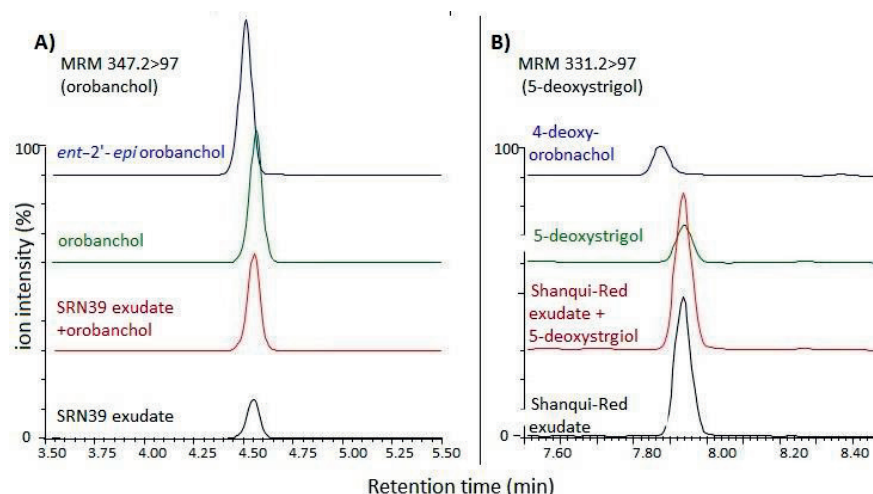 A)
MRM 347.2>97
(orobanchol)
100
ent-2'-epi orobanchol
orobanchol
SRN39 exudate
+orobanchol
SRN39 exudate
0
ion intensity (%)
3.50 3.75 4.00 4.25 4.50 4.75 5.00 5.25 5.50
B)
MRM 331.2>97
(5-deoxystrigol)
100
4-deoxy-
orobnachol
5-deoxystrigol
Shanqui-Red
exudate +
5-deoxystrgiol
Shanqui-Red
exudate
0
7.60 7.80 8.00 8.20 8.40
Retention time (min)